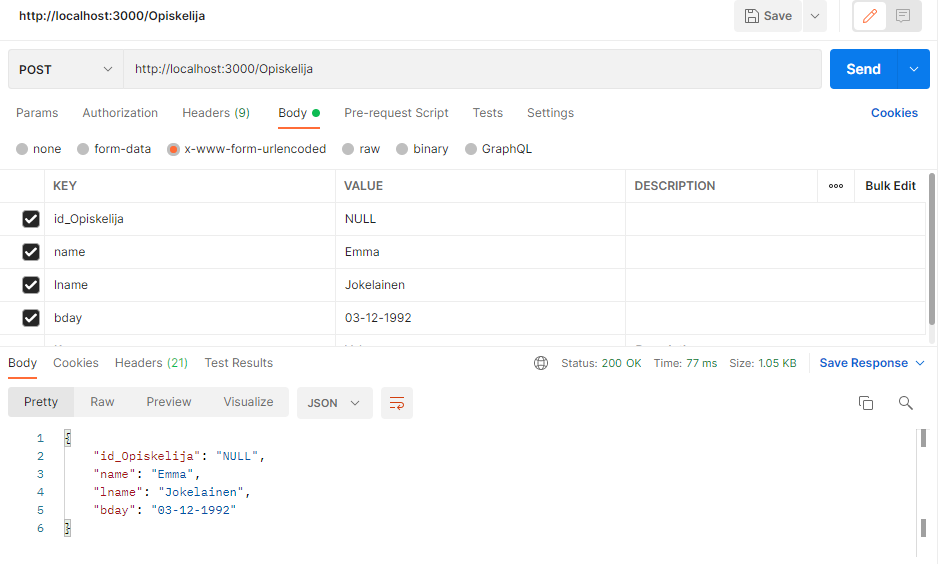 http://localhost:3000/Opiskelija
Save
POST http://localhost:3000/Opiskelija Send
Params Authorization Headers (9) Body Pre-request Script Tests Settings Cookies
none form-data x-www-form-urlencoded raw binary GraphQL
KEY VALUE DESCRIPTION ooo Bulk Edit
id_Opiskelija NULL
name Emma
lname Jokelainen
bday 03-12-1992
Body Cookies Headers (21) Test Results Status: 200 OK Time: 77 ms Size: 1.05 KB Save Response
Pretty Raw Preview Visualize JSON
1 {
2 "id_Opiskelija": "NULL",
3 "name": "Emma",
4 "lname": "Jokelainen",
5 "bday": "03-12-1992"
6 }